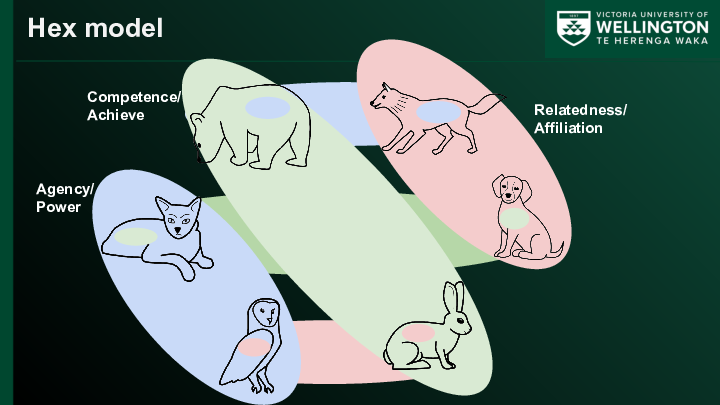 Hex model
VICTORIA UNIVERSITY OF
WELLINGTON
TE HERENGA WAKA
Competence/
Achieve
Relatedness/
Affiliation
Agency/
Power